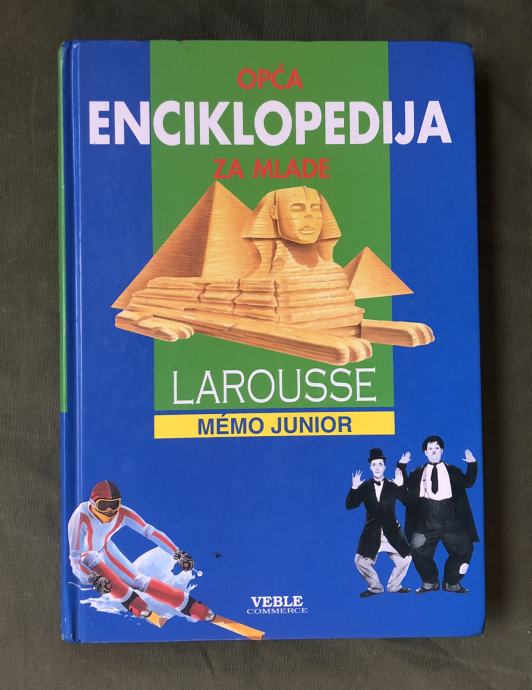 OPĆA
ENCIKLOPEDIJA
ZA MLADE
LAROUSSE
MÉMO JUNIOR
VEBLE
COMMERCE